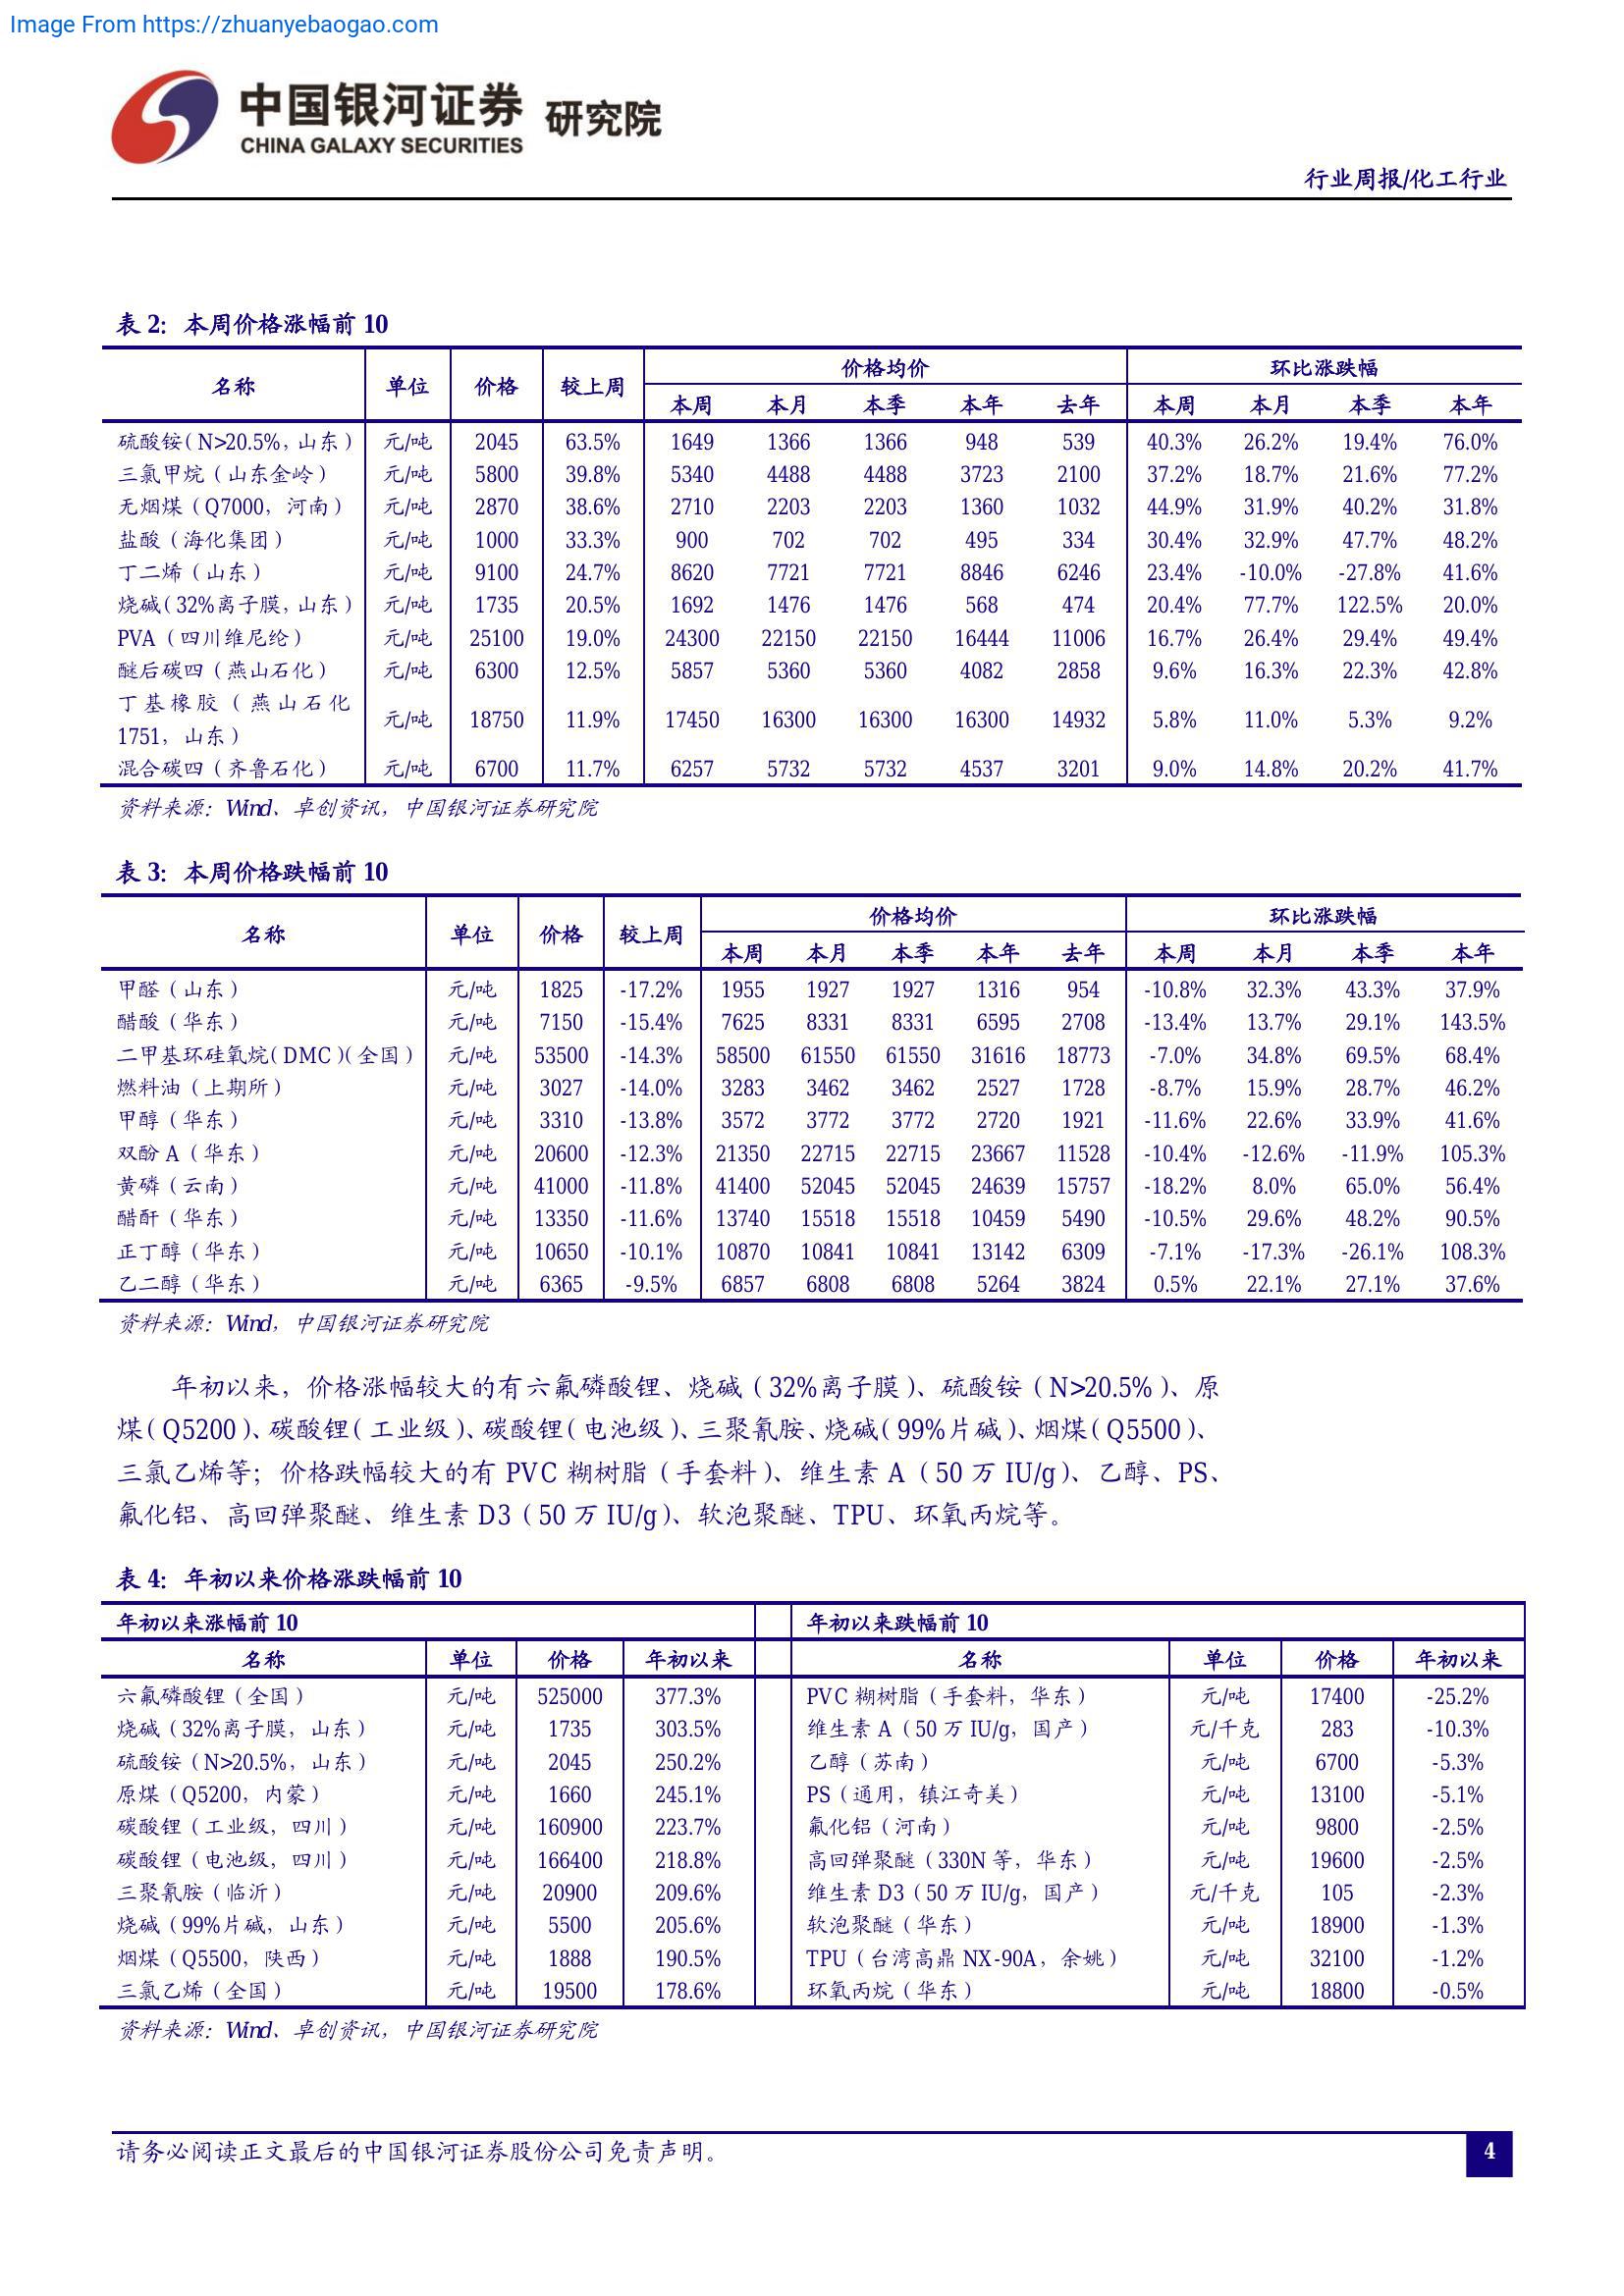 Image From https://zhuanyebaogao.com
中国银河证券 研究院
CHINA GALAXY SECURITIES
行业周报/化工行业
表 2：本周价格涨幅前 10
名称 单位 价格 较上周 价格均价 环比涨跌幅
本周 本月 本季 本年 去年 本周 本月 本季 本年
硫酸铵（N>20.5%，山东） 元/吨 2045 63.5% 1649 1366 1366 948 539 40.3% 26.2% 19.4% 76.0%
三氯甲烷（山东金岭） 元/吨 5800 39.8% 5340 4488 4488 3723 2100 37.2% 18.7% 21.6% 77.2%
无烟煤（Q7000，河南） 元/吨 2870 38.6% 2710 2203 2203 1360 1032 44.9% 31.9% 40.2% 31.8%
盐酸（海化集团） 元/吨 1000 33.3% 900 702 702 495 334 30.4% 32.9% 47.7% 48.2%
丁二烯（山东） 元/吨 9100 24.7% 8620 7721 7721 8846 6246 23.4% -10.0% -27.8% 41.6%
烧碱（32%离子膜，山东） 元/吨 1735 20.5% 1692 1476 1476 568 474 20.4% 77.7% 122.5% 20.0%
PVA（四川维尼纶） 元/吨 25100 19.0% 24300 22150 22150 16444 11006 16.7% 26.4% 29.4% 49.4%
醚后碳四（燕山石化） 元/吨 6300 12.5% 5857 5360 5360 4082 2858 9.6% 16.3% 22.3% 42.8%
丁基橡胶（燕山石化
1751，山东） 元/吨 18750 11.9% 17450 16300 16300 16300 14932 5.8% 11.0% 5.3% 9.2%
混合碳四（齐鲁石化） 元/吨 6700 11.7% 6257 5732 5732 4537 3201 9.0% 14.8% 20.2% 41.7%
资料来源：Wind、卓创资讯，中国银河证券研究院
表 3：本周价格跌幅前 10
名称 单位 价格 较上周 价格均价 环比涨跌幅
本周 本月 本季 本年 去年 本周 本月 本季 本年
甲醛（山东） 元/吨 1825 -17.2% 1955 1927 1927 1316 954 -10.8% 32.3% 43.3% 37.9%
醋酸（华东） 元/吨 7150 -15.4% 7625 8331 8331 6595 2708 -13.4% 13.7% 29.1% 143.5%
二甲基环硅氧烷（DMC）（全国） 元/吨 53500 -14.3% 58500 61550 61550 31616 18773 -7.0% 34.8% 69.5% 68.4%
燃料油（上期所） 元/吨 3027 -14.0% 3283 3462 3462 2527 1728 -8.7% 15.9% 28.7% 46.2%
甲醇（华东） 元/吨 3310 -13.8% 3572 3772 3772 2720 1921 -11.6% 22.6% 33.9% 41.6%
双酚 A（华东） 元/吨 20600 -12.3% 21350 22715 22715 23667 11528 -10.4% -12.6% -11.9% 105.3%
黄磷（云南） 元/吨 41000 -11.8% 41400 52045 52045 24639 15757 -18.2% 8.0% 65.0% 56.4%
醋酐（华东） 元/吨 13350 -11.6% 13740 15518 15518 10459 5490 -10.5% 29.6% 48.2% 90.5%
正丁醇（华东） 元/吨 10650 -10.1% 10870 10841 10841 13142 6309 -7.1% -17.3% -26.1% 108.3%
乙二醇（华东） 元/吨 6365 -9.5% 6857 6808 6808 5264 3824 0.5% 22.1% 27.1% 37.6%
资料来源：Wind，中国银河证券研究院
年初以来，价格涨幅较大的有六氟磷酸锂、烧碱（32%离子膜）、硫酸铵（N>20.5%）、原
煤（Q5200）、碳酸锂（工业级）、碳酸锂（电池级）、三聚氰胺、烧碱（99%片碱）、烟煤（Q5500）、
三氯乙烯等；价格跌幅较大的有 PVC 糊树脂（手套料）、维生素 A（50 万 IU/g）、乙醇、PS、
氟化铝、高回弹聚醚、维生素 D3（50 万 IU/g）、软泡聚醚、TPU、环氧丙烷等。
表 4：年初以来价格涨跌幅前 10
年初以来涨幅前 10 年初以来跌幅前 10
名称 单位 价格 年初以来 名称 单位 价格 年初以来
六氟磷酸锂（全国） 元/吨 525000 377.3% PVC 糊树脂（手套料，华东） 元/吨 17400 -25.2%
烧碱（32%离子膜，山东） 元/吨 1735 303.5% 维生素 A（50 万 IU/g，国产） 元/千克 283 -10.3%
硫酸铵（N>20.5%，山东） 元/吨 2045 250.2% 乙醇（苏南） 元/吨 6700 -5.3%
原煤（Q5200，内蒙） 元/吨 1660 245.1% PS（通用，镇江奇美） 元/吨 13100 -5.1%
碳酸锂（工业级，四川） 元/吨 160900 223.7% 氟化铝（河南） 元/吨 9800 -2.5%
碳酸锂（电池级，四川） 元/吨 166400 218.8% 高回弹聚醚（330N 等，华东） 元/吨 19600 -2.5%
三聚氰胺（临沂） 元/吨 20900 209.6% 维生素 D3（50 万 IU/g，国产） 元/千克 105 -2.3%
烧碱（99%片碱，山东） 元/吨 5500 205.6% 软泡聚醚（华东） 元/吨 18900 -1.3%
烟煤（Q5500，陕西） 元/吨 1888 190.5% TPU（台湾高鼎 NX-90A，余姚） 元/吨 32100 -1.2%
三氯乙烯（全国） 元/吨 19500 178.6% 环氧丙烷（华东） 元/吨 18800 -0.5%
资料来源：Wind、卓创资讯，中国银河证券研究院
请务必阅读正文最后的中国银河证券股份公司免责声明。 4